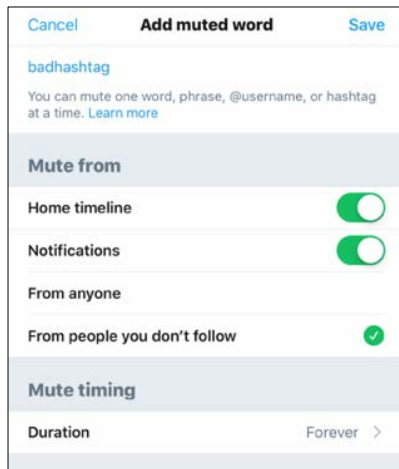 Cancel Add muted word Save
badhashtag
You can mute one word, phrase, @username, or hashtag
at a time. Learn more
Mute from
Home timeline
Notifications
From anyone
From people you don't follow
Mute timing
Duration Forever